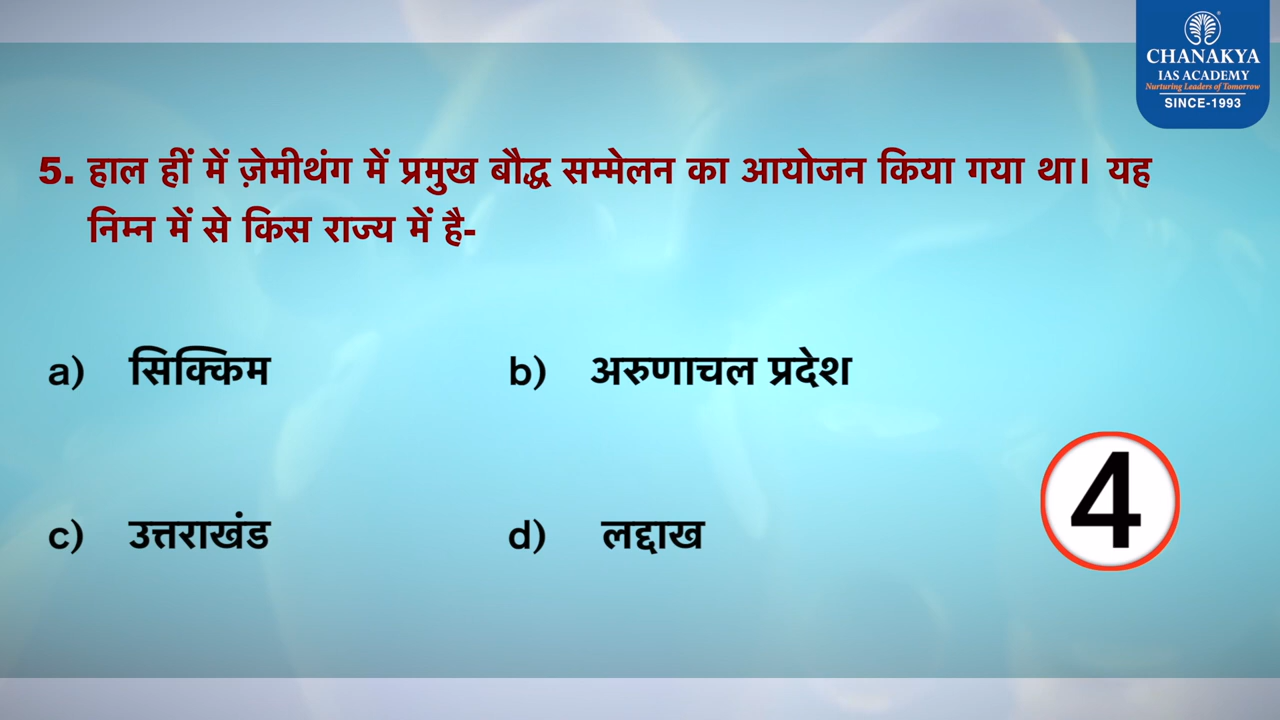 CHANAKYA
IAS ACADEMY
Nurturing Leaders of Tomorrow
SINCE-1993
5. हाल हीं में ज़ेमीथंग में प्रमुख बौद्ध सम्मेलन का आयोजन किया गया था। यह
निम्न में से किस राज्य में है-
a) सिक्किम b) अरुणाचल प्रदेश
c) उत्तराखंड d) लद्दाख
4